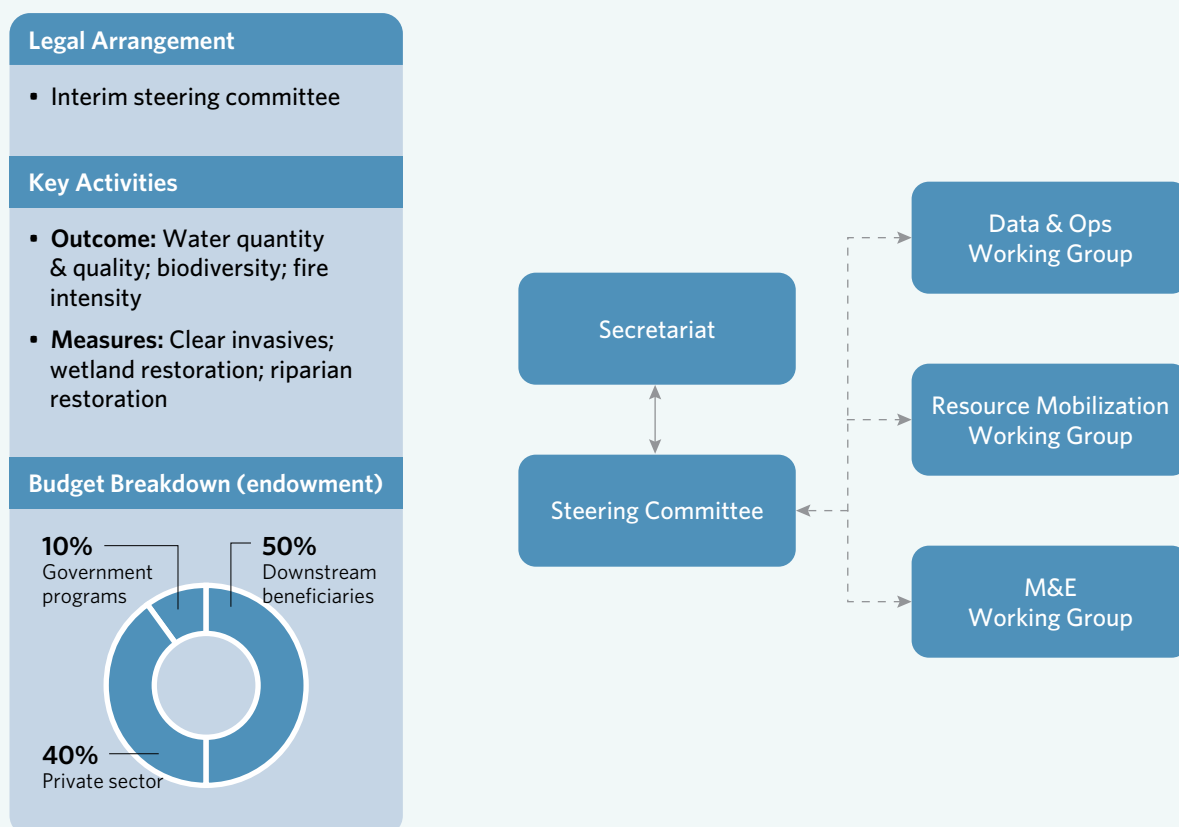 Legal Arrangement
• Interim steering committee
Key Activities
• Outcome: Water quantity
& quality; biodiversity; fire
intensity
• Measures: Clear invasives;
wetland restoration; riparian
restoration
Budget Breakdown (endowment)
10%
Government
programs
50%
Downstream
beneficiaries
40%
Private sector
Secretariat
Steering Committee
Data & Ops
Working Group
Resource Mobilization
Working Group
M&E
Working Group